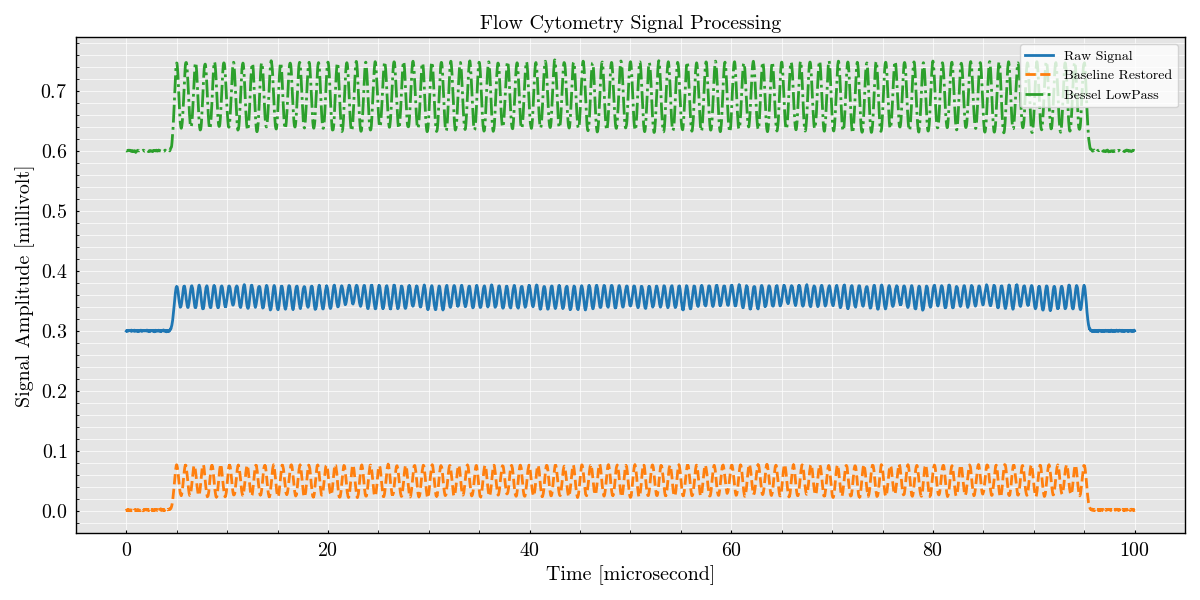 Flow Cytometry Signal Processing
Raw Signal
Baseline Restored
Bessel LowPass
Signal Amplitude [millivolt]
0.7
0.6
0.5
0.4
0.3
0.2
0.1
0.0
0 20 40 60 80 100
Time [microsecond]